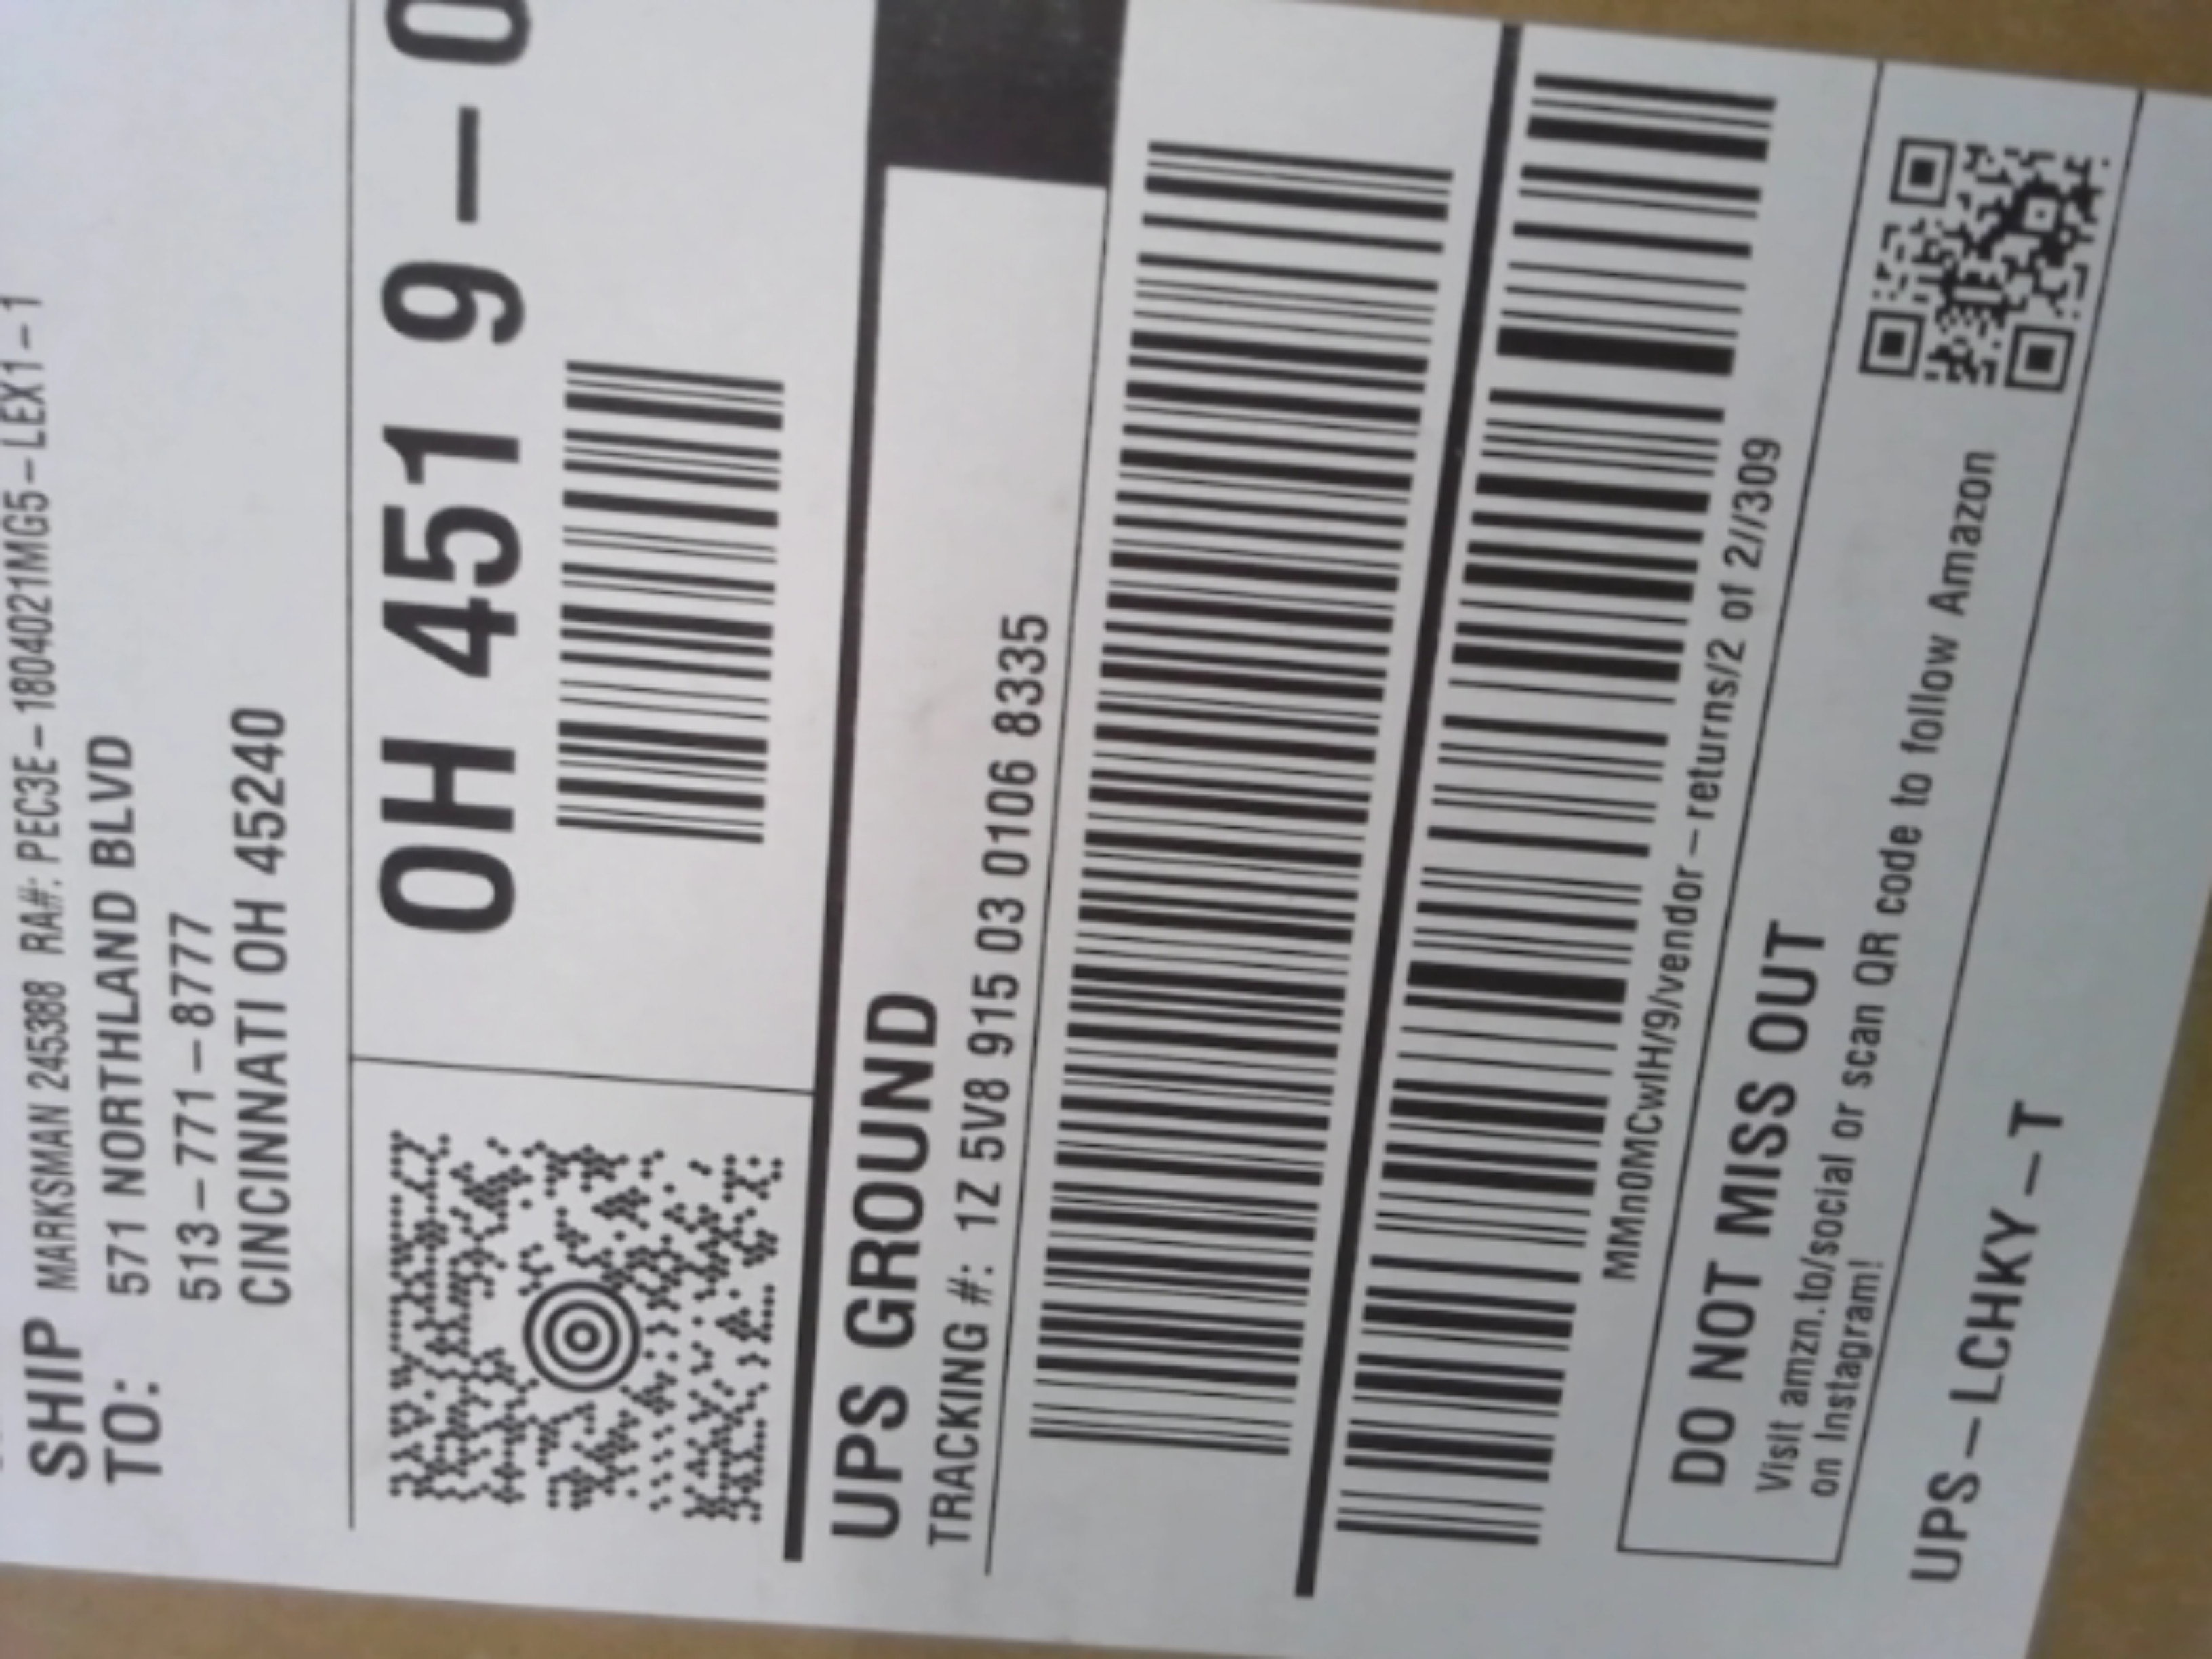 SHIP MARKSMAN 245388 RA#: PEC3E-1804021MG5-LEX1-1
TO: 571 NORTHLAND BLVD
513-771-8777
CINCINNATI OH 45240
OH 451 9-0
UPS GROUND
TRACKING #: 1Z 5V8 915 03 0106 8335
MMn0MCwlH/9/vendor-returns/2 of 2//309
DO NOT MISS OUT
Visit amzn.to/social or scan QR code to follow Amazon
on Instagram!
UPS-LCHKY-T